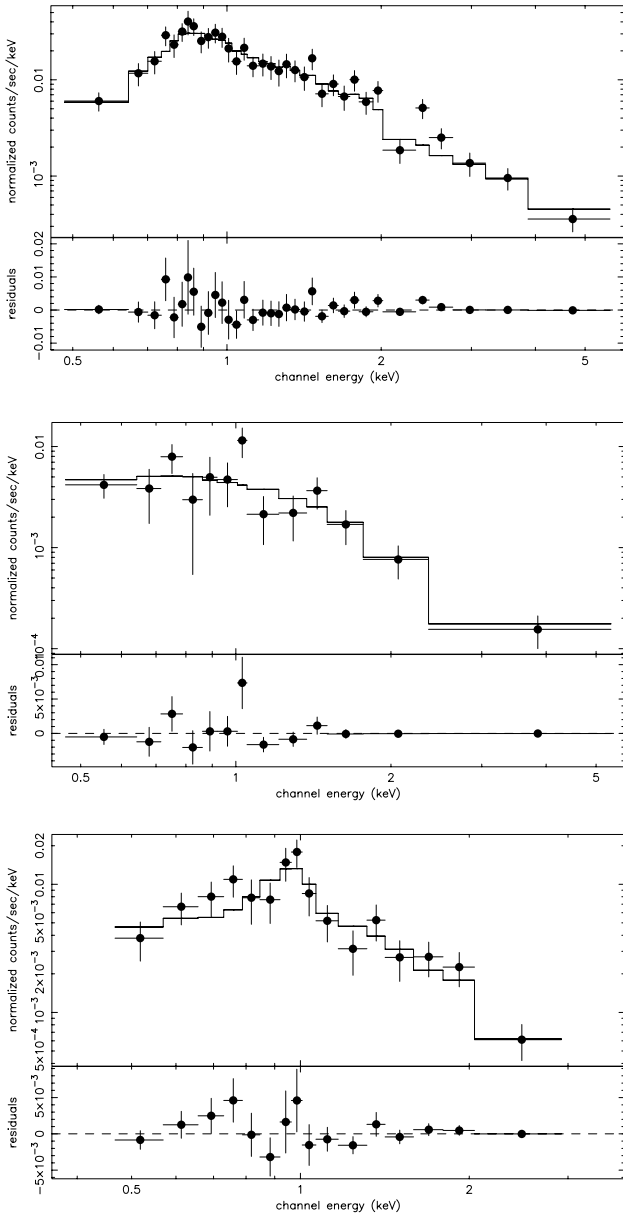 normalized counts/sec/keV
0.01
10−3
residuals
0.02
0.01
0
−0.01
0.5 1 2 5
channel energy (keV)
normalized counts/sec/keV
0.01
10−3
10−4
residuals
0.01
5×10−3
0
0.5 1 2 5
channel energy (keV)
normalized counts/sec/keV
0.02
0.01
5×10−3
2×10−3
10−3
5×10−4
residuals
5×10−3
0
−5×10−3
0.5 1 2
channel energy (keV)